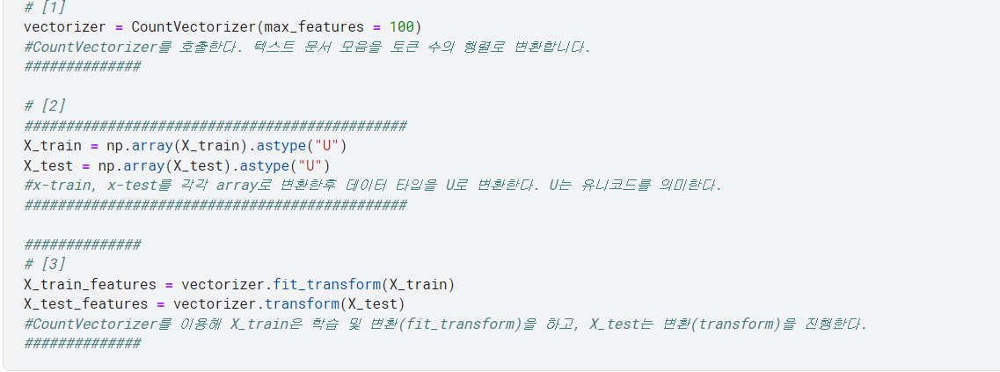 # [1]
vectorizer = CountVectorizer(max_features = 100)
#CountVectorizer를 호출한다. 텍스트 문서 모음을 토큰 수의 행렬로 변환합니다.
##############
# [2]
##############################################
X_train = np.array(X_train).astype("U")
X_test = np.array(X_test).astype("U")
#x-train, x-test를 각각 array로 변환한후 데이터 타입을 U로 변환한다. U는 유니코드를 의미한다.
##############################################
##############
# [3]
X_train_features = vectorizer.fit_transform(X_train)
X_test_features = vectorizer.transform(X_test)
#CountVectorizer를 이용해 X_train은 학습 및 변환(fit_transform)을 하고, X_test는 변환(transform)을 진행한다.
##############